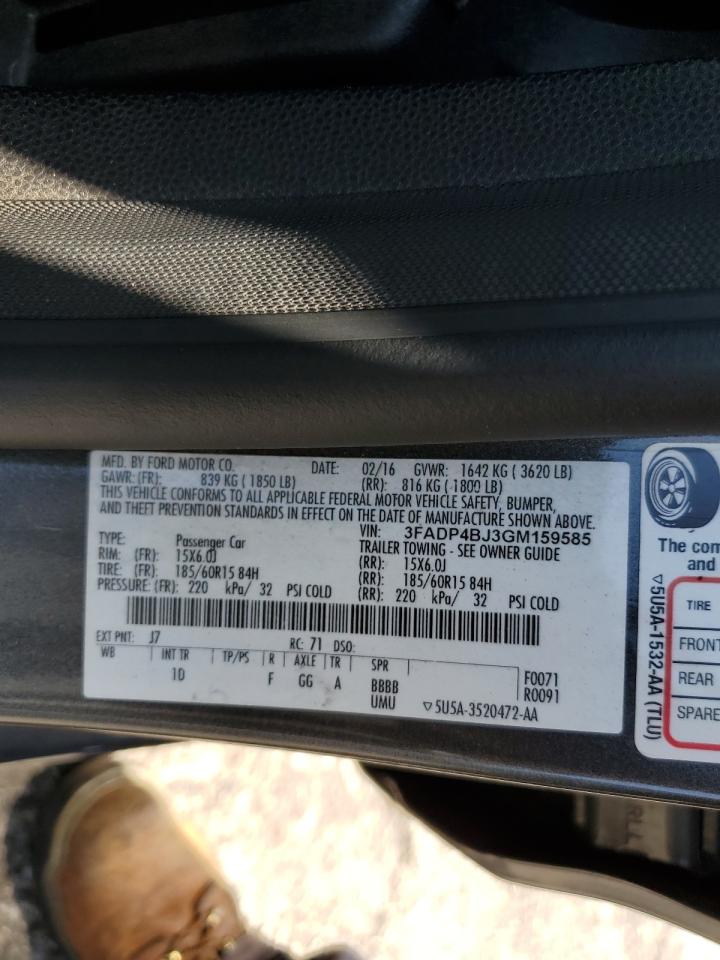 MFD. BY FORD MOTOR CO. DATE: 02/16 GVWR: 1642 KG ( 3620 LB)
GAWR: (FR): 839 KG ( 1850 LB) (RR): 816 KG ( 1800 LB)
THIS VEHICLE CONFORMS TO ALL APPLICABLE FEDERAL MOTOR VEHICLE SAFETY, BUMPER,
AND THEFT PREVENTION STANDARDS IN EFFECT ON THE DATE OF MANUFACTURE SHOWN ABOVE.
VIN: 3FADP4BJ3GM159585
TYPE: Passenger Car TRAILER TOWING - SEE OWNER GUIDE
RIM: (FR): 15X6.0J (RR): 15X6.0J
TIRE: (FR): 185/60R15 84H (RR): 185/60R15 84H
PRESSURE: (FR): 220 kPa/ 32 PSI COLD (RR): 220 kPa/ 32 PSI COLD
EXT PNT: J7 RC: 71 DSO:
WB INT TR TP/PS R AXLE TR SPR
1D F GG A BBBB F0071
UMU R0091
▽5U5A-3520472-AA
The
TIRE
FRONT
REAR
SPARE
▽5U5A-1532-AA (TLU)